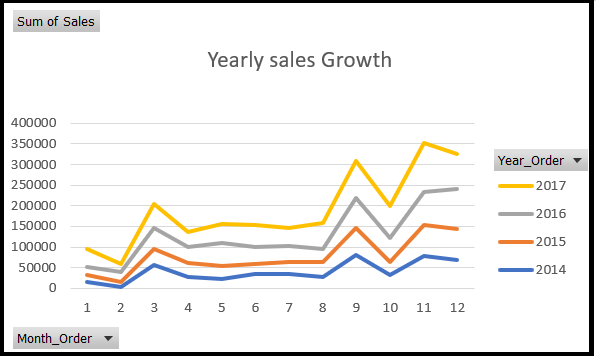 Sum of Sales
Yearly sales Growth
400000
350000
300000
250000
200000
150000
100000
50000
0
1 2 3 4 5 6 7 8 9 10 11 12
Year_Order
2017
2016
2015
2014
Month_Order